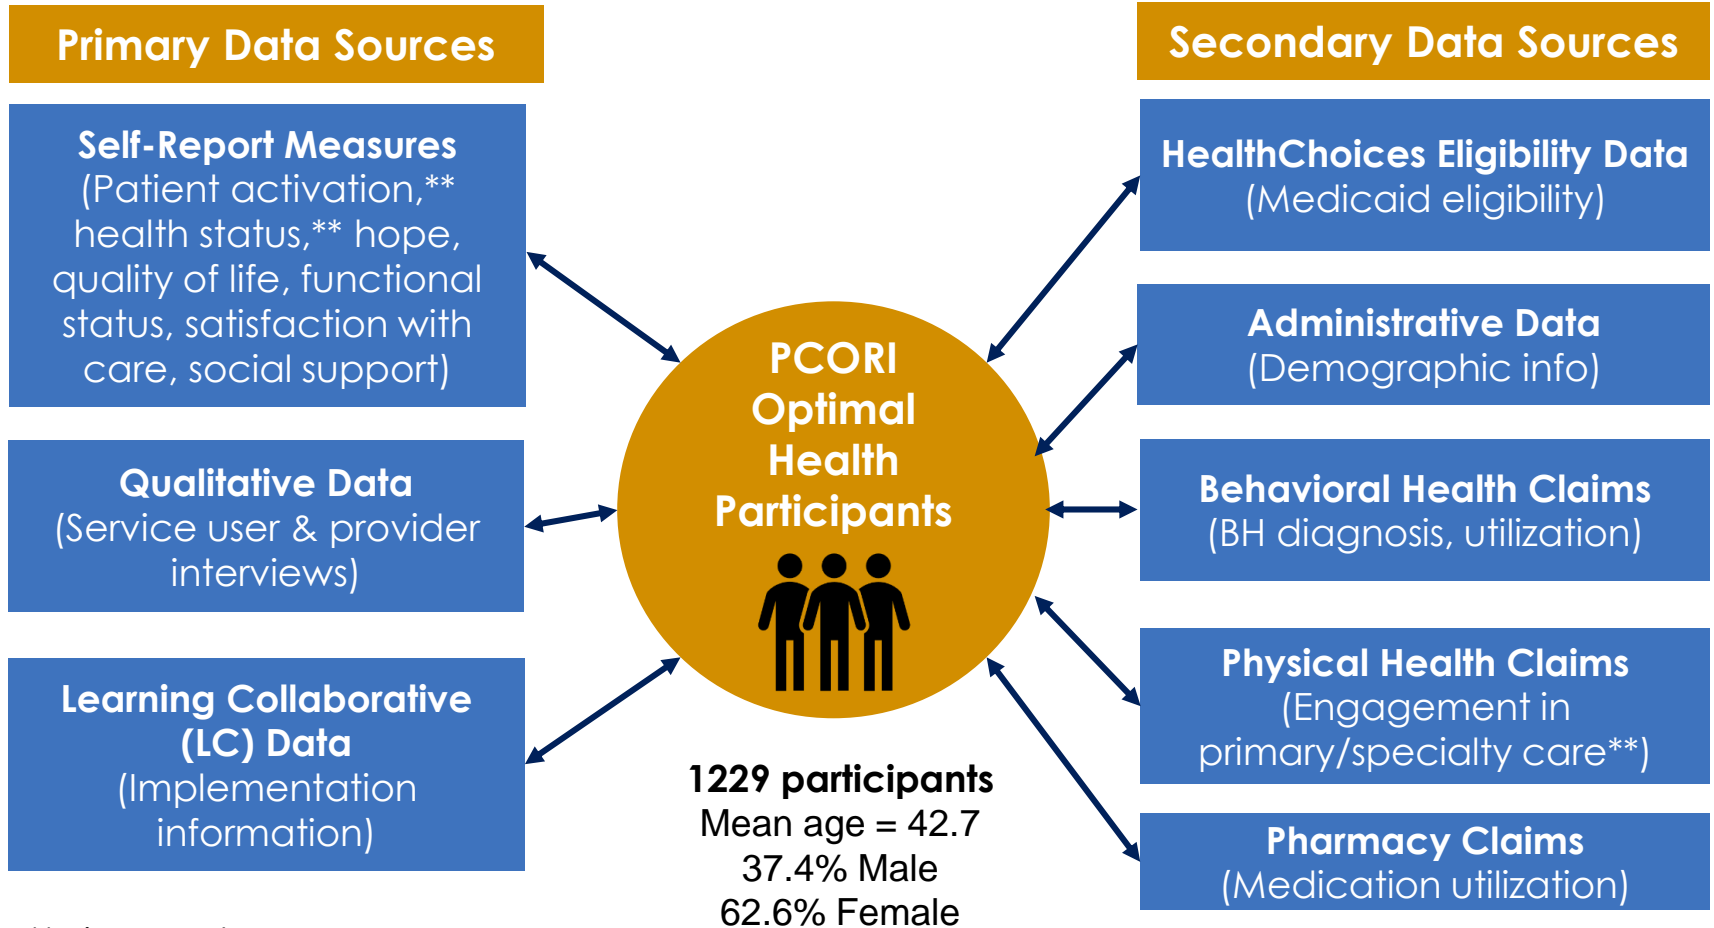 Primary Data Sources
Self-Report Measures
(Patient activation,**
health status,** hope,
quality of life, functional
status, satisfaction with
care, social support)
Qualitative Data
(Service user & provider
interviews)
Learning Collaborative
(LC) Data
(Implementation
information)
PCORI
Optimal
Health
Participants
1229 participants
Mean age = 42.7
37.4% Male
62.6% Female
Secondary Data Sources
HealthChoices Eligibility Data
(Medicaid eligibility)
Administrative Data
(Demographic info)
Behavioral Health Claims
(BH diagnosis, utilization)
Physical Health Claims
(Engagement in
primary/specialty care**)
Pharmacy Claims
(Medication utilization)